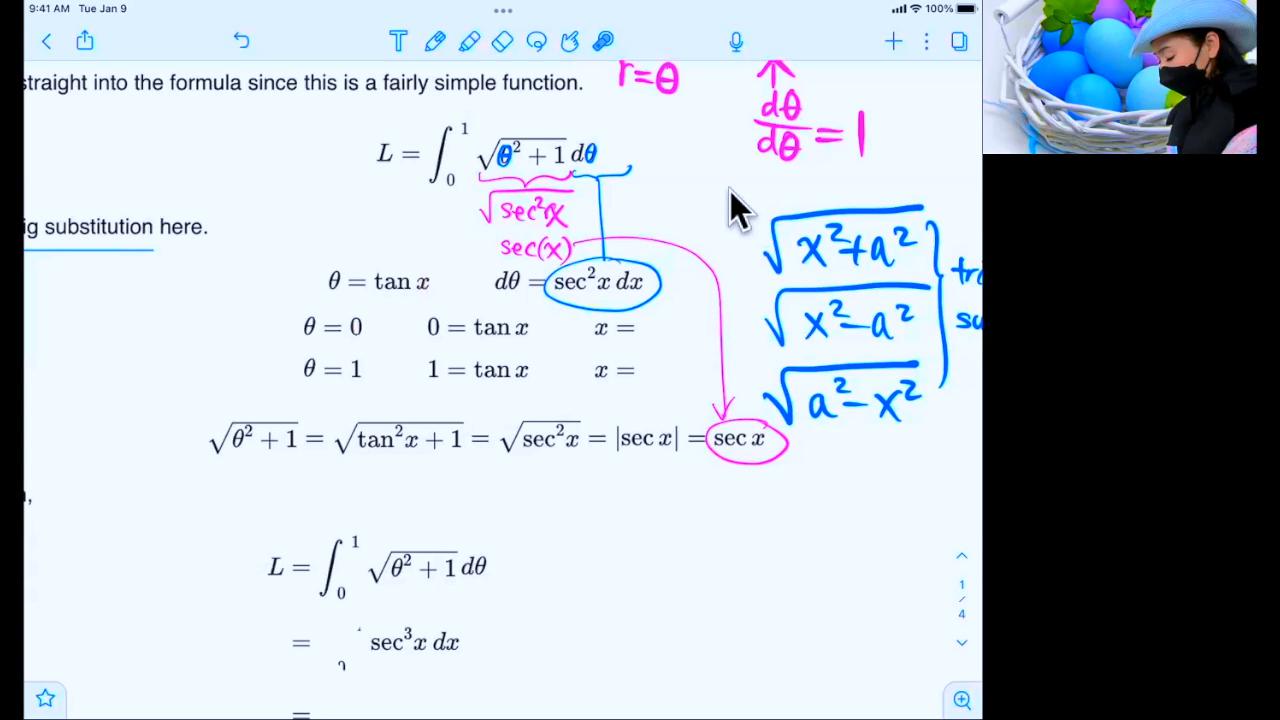 9:41 AM Tue Jan 9
100%
straight into the formula since this is a fairly simple function.
r=θ
dθ
dθ = 1
L = ∫₀¹ √(θ² + 1) dθ
√(sec²x)
sec(x)
ig substitution here.
θ = tan x dθ = sec²x dx
θ = 0 0 = tan x x =
θ = 1 1 = tan x x =
√(x²+a²)
√(x²−a²)
√(a²−x²)
√(θ² + 1) = √(tan²x + 1) = √(sec²x) = |sec x| = sec x
L = ∫₀¹ √(θ² + 1) dθ
= sec³x dx
=
1
/
4